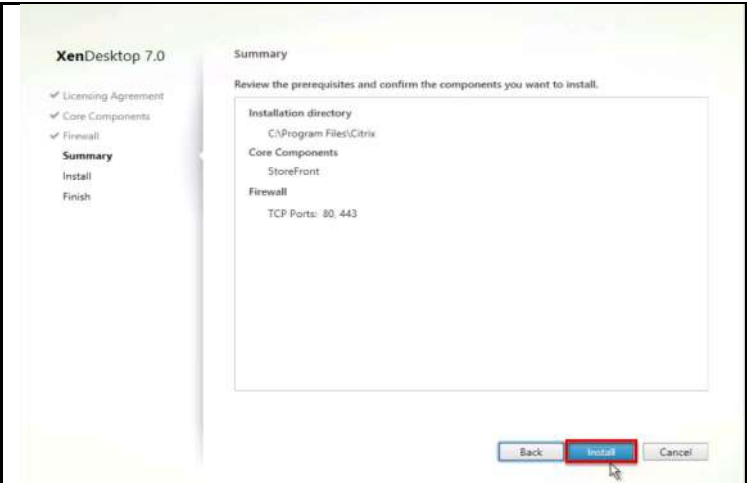 XenDesktop 7.0
Licensing Agreement
Core Components
Firewall
Summary
Install
Finish
Summary
Review the prerequisites and confirm the components you want to install.
Installation directory
C:\Program Files\Citrix
Core Components
StoreFront
Firewall
TCP Ports: 80, 443
Back
Install
Cancel